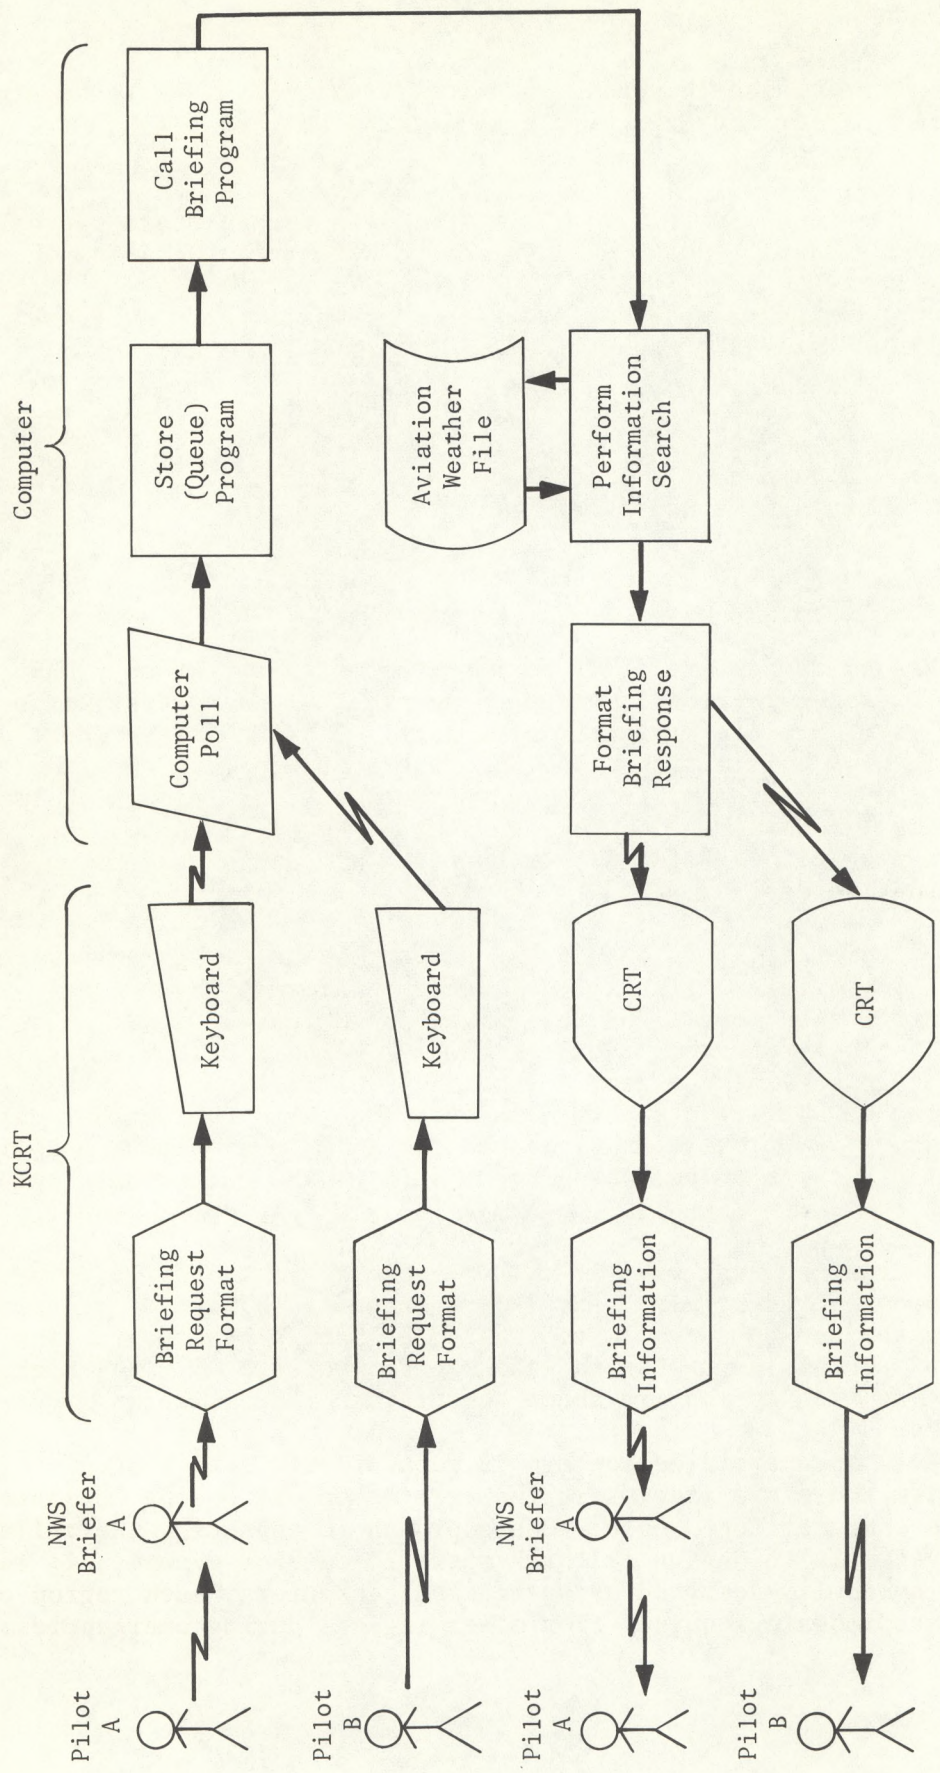 KCRT
Computer
Pilot
A
NWS
Briefer
A
Briefing
Request
Format
Keyboard
Computer
Poll
Store
(Queue)
Program
Call
Briefing
Program
Pilot
B
Briefing
Request
Format
Keyboard
Aviation
Weather
File
Pilot
A
NWS
Briefer
A
Briefing
Information
CRT
Format
Briefing
Response
Perform
Information
Search
Pilot
B
Briefing
Information
CRT